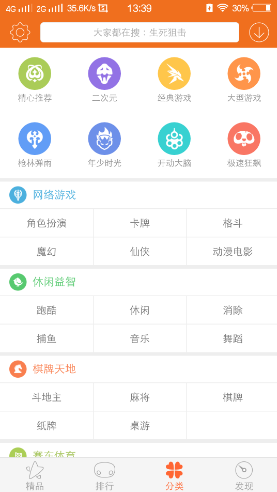 4G 2G 35.6K/s 13:39 30%
大家都在搜：生死狙击
精心推荐 二次元 经典游戏 大型游戏
枪林弹雨 年少时光 开动大脑 极速狂飙
网络游戏
角色扮演 卡牌 格斗
魔幻 仙侠 动漫电影
休闲益智
跑酷 休闲 消除
捕鱼 音乐 舞蹈
棋牌天地
斗地主 麻将 棋牌
纸牌 桌游
赛车体育
精品 排行 分类 发现